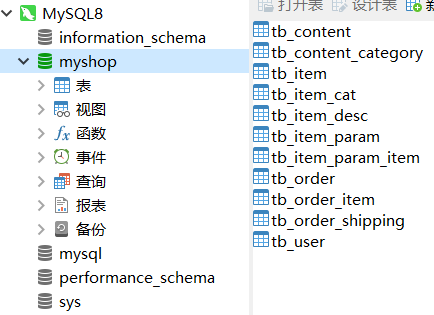 MySQL8
information_schema
myshop
表
视图
函数
事件
查询
报表
备份
mysql
performance_schema
sys
打开表 设计表
tb_content
tb_content_category
tb_item
tb_item_cat
tb_item_desc
tb_item_param
tb_item_param_item
tb_order
tb_order_item
tb_order_shipping
tb_user